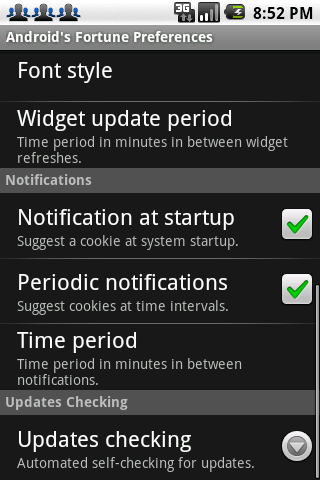 3G 8:52 PM
Android's Fortune Preferences
Font style
Widget update period
Time period in minutes in between widget
refreshes.
Notifications
Notification at startup
Suggest a cookie at system startup.
Periodic notifications
Suggest cookies at time intervals.
Time period
Time period in minutes in between
notifications.
Updates Checking
Updates checking
Automated self-checking for updates.